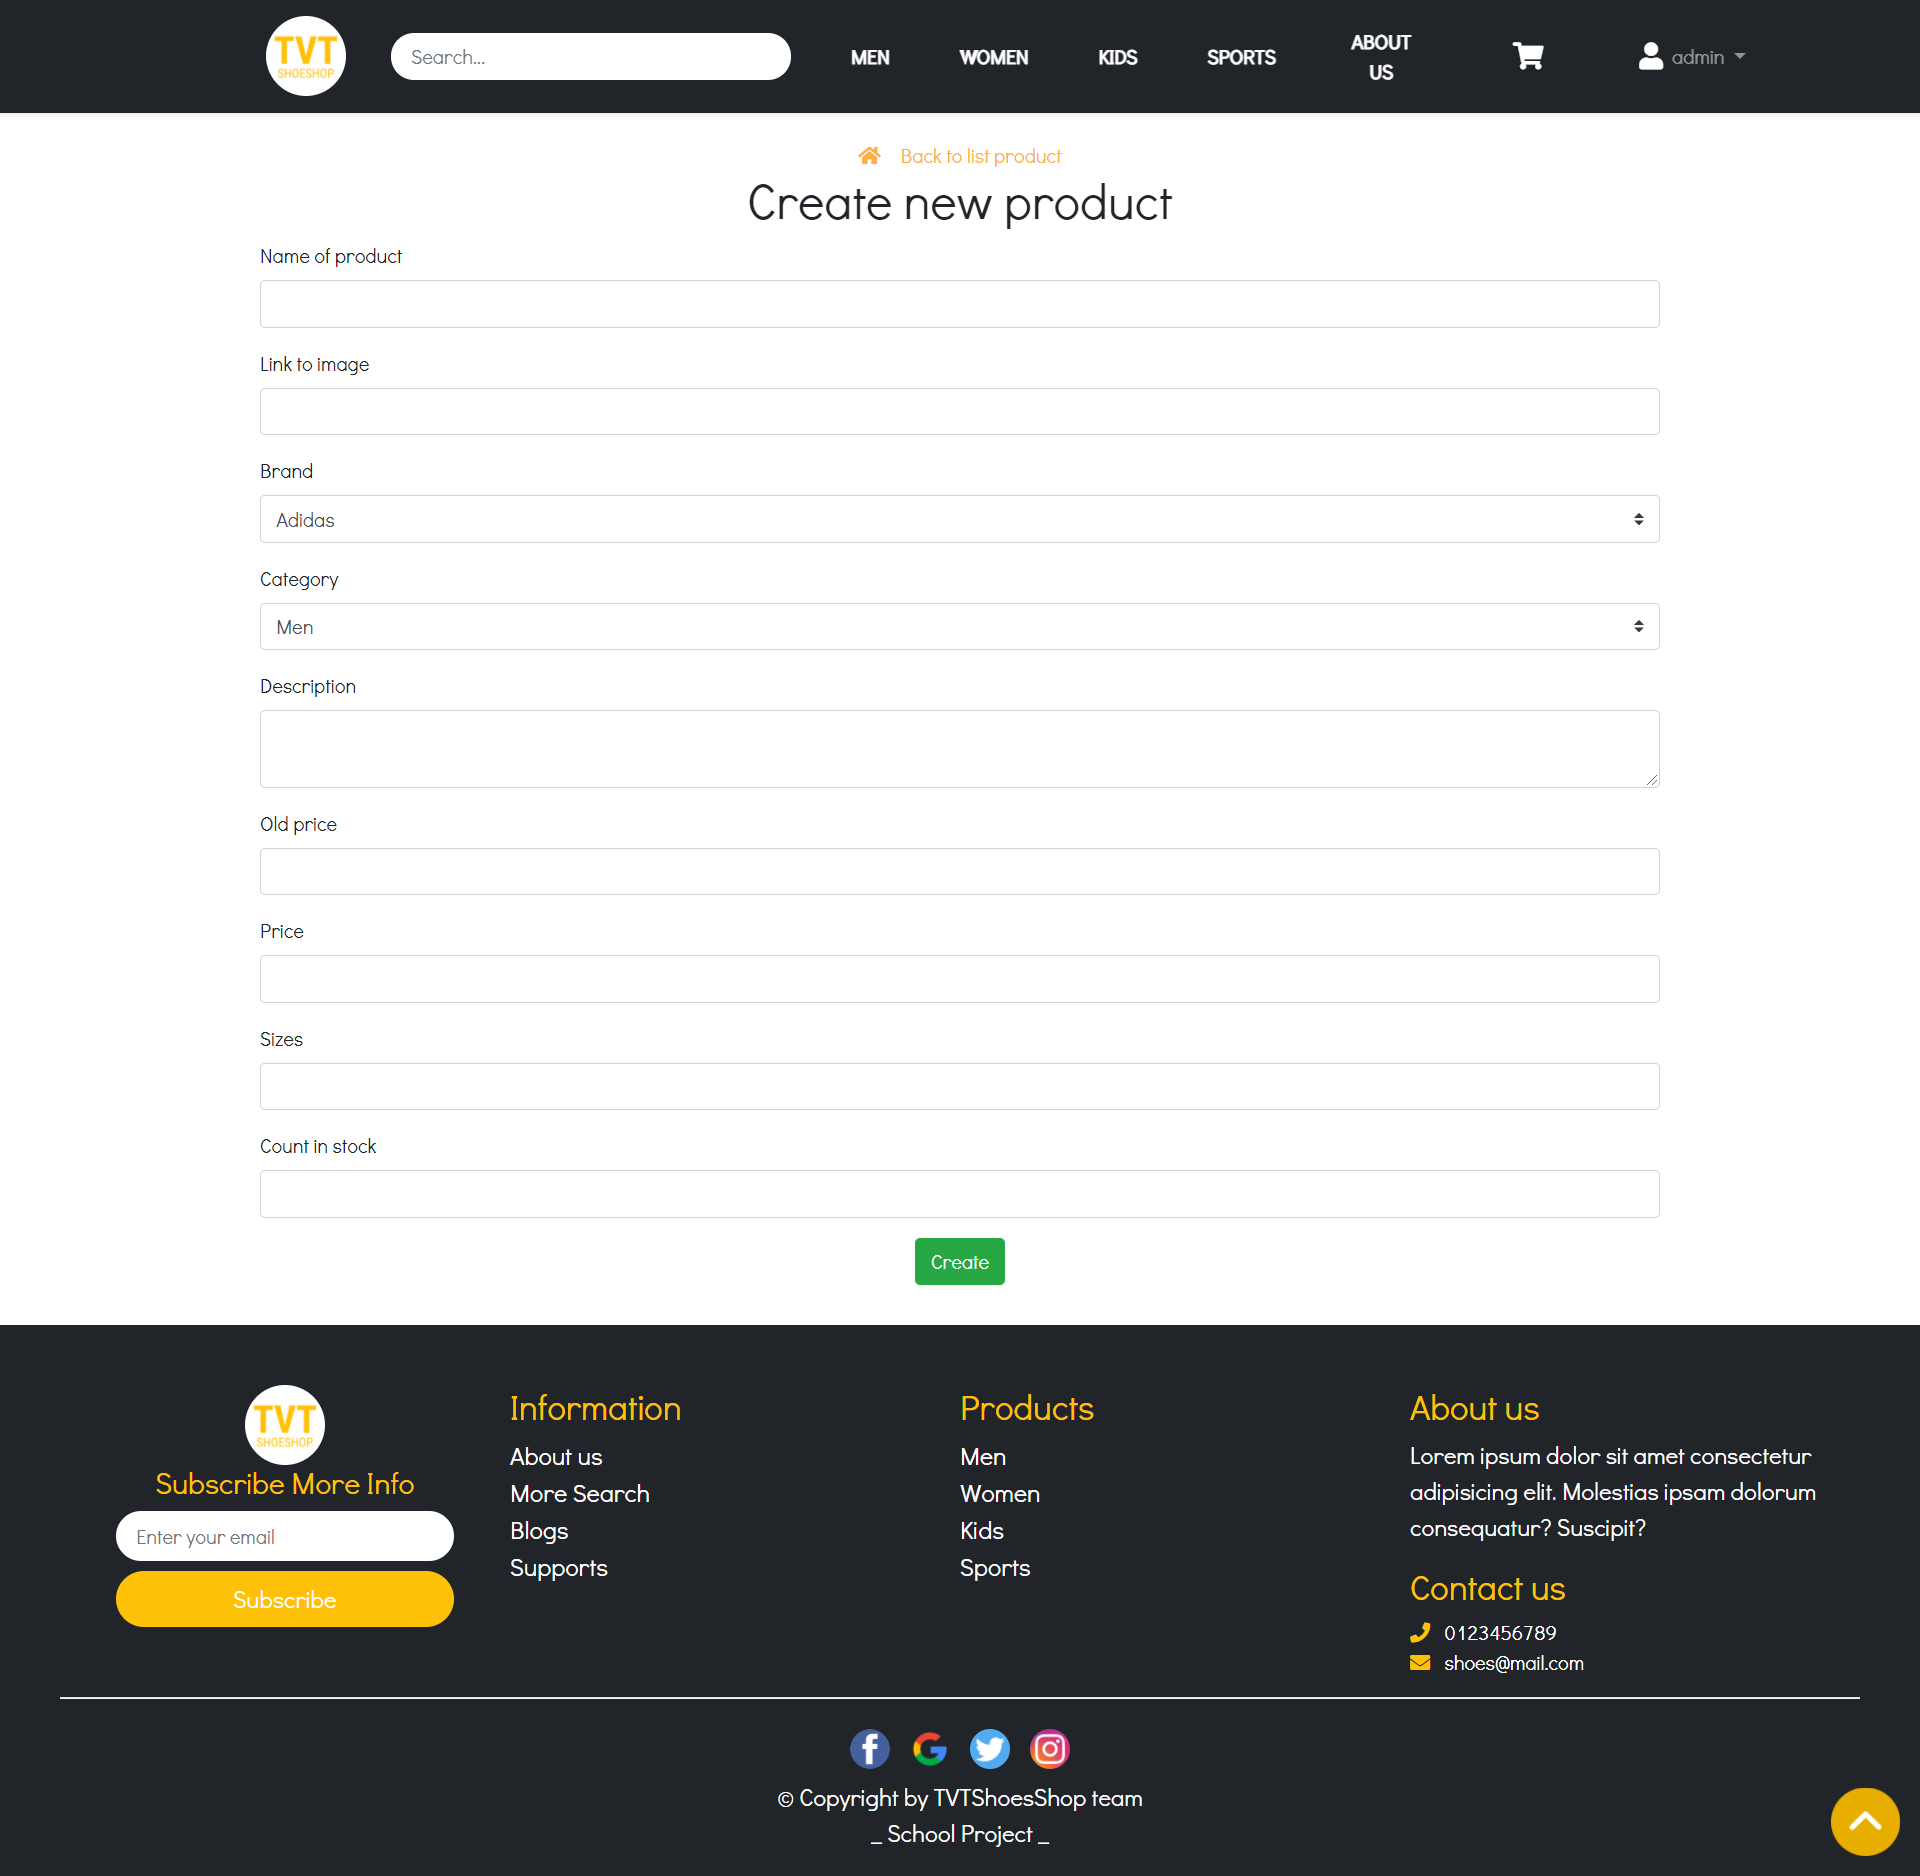 TVT
SHOESHOP
Search...
MEN
WOMEN
KIDS
SPORTS
ABOUT
US
admin
Back to list product
Create new product
Name of product
Link to image
Brand
Adidas
Category
Men
Description
Old price
Price
Sizes
Count in stock
Create
TVT
SHOESHOP
Subscribe More Info
Enter your email
Subscribe
Information
About us
More Search
Blogs
Supports
Products
Men
Women
Kids
Sports
About us
Lorem ipsum dolor sit amet consectetur
adipisicing elit. Molestias ipsam dolorum
consequatur? Suscipit?
Contact us
0123456789
shoes@mail.com
© Copyright by TVTShoesShop team
_ School Project _